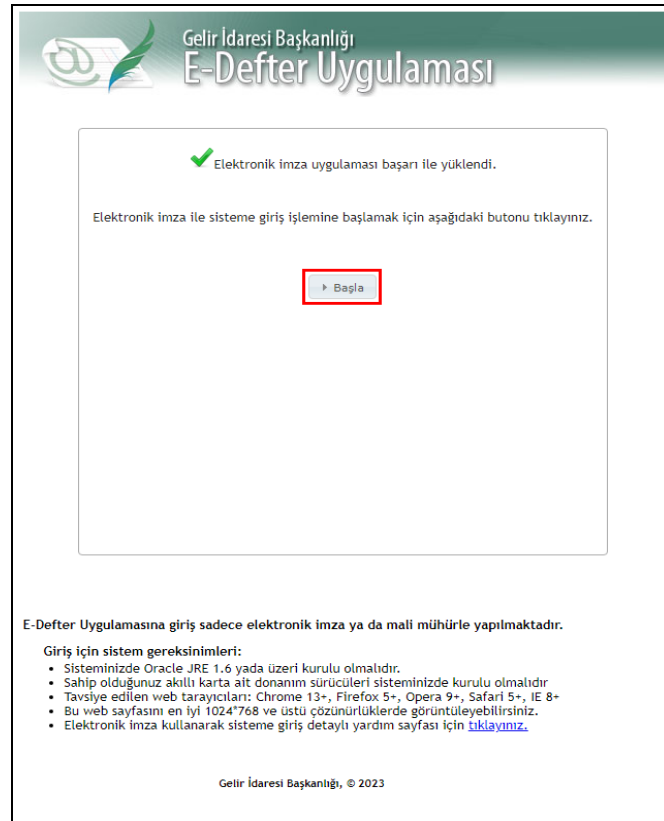 Gelir İdaresi Başkanlığı
E-Defter Uygulaması
Elektronik imza uygulaması başarı ile yüklendi.
Elektronik imza ile sisteme giriş işlemine başlamak için aşağıdaki butonu tıklayınız.
Başla
E-Defter Uygulamasına giriş sadece elektronik imza ya da mali mühürle yapılmaktadır.
Giriş için sistem gereksinimleri:
• Sisteminizde Oracle JRE 1.6 yada üzeri kurulu olmalıdır.
• Sahip olduğunuz akıllı karta ait donanım sürücüleri sisteminizde kurulu olmalıdır
• Tavsiye edilen web tarayıcıları: Chrome 13+, Firefox 5+, Opera 9+, Safari 5+, IE 8+
• Bu web sayfasını en iyi 1024*768 ve üstü çözünürlüklerde görüntüleyebilirsiniz.
• Elektronik imza kullanarak sisteme giriş detaylı yardım sayfası için tıklayınız.
Gelir İdaresi Başkanlığı, © 2023